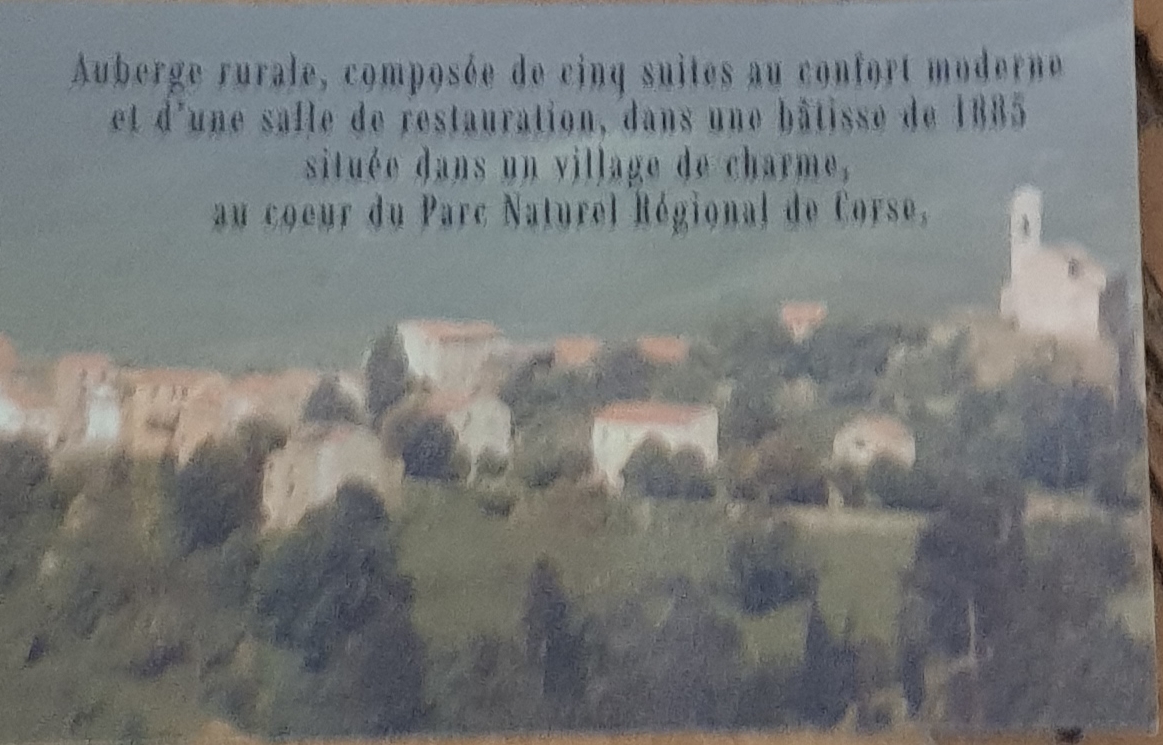 Auberge rurale, composée de cinq suites au confort moderne
et d'une salle de restauration, dans une bâtisse de 1885
située dans un village de charme,
au coeur du Parc Naturel Régional de Corse,